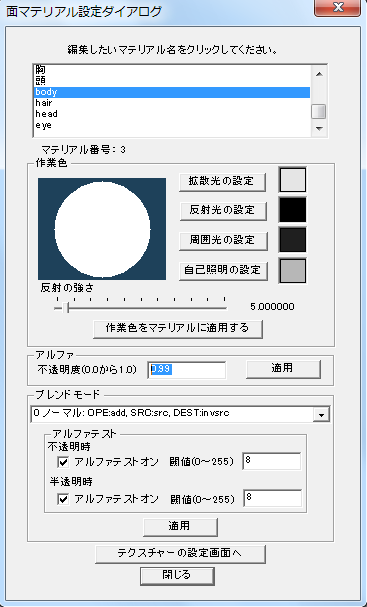 面マテリアル設定ダイアログ
編集したいマテリアル名をクリックしてください。
胸
頭
body
hair
head
eye
マテリアル番号： 3
作業色
拡散光の設定
反射光の設定
周囲光の設定
自己照明の設定
反射の強さ
5.000000
作業色をマテリアルに適用する
アルファ
不透明度(0.0から1.0) 0.99 適用
ブレンドモード
0 ノーマル: OPE:add, SRC:src, DEST:invsrc
アルファテスト
不透明時
アルファテストオン 閾値(0～255) 8
半透明時
アルファテストオン 閾値(0～255) 8
適用
テクスチャーの設定画面へ
閉じる